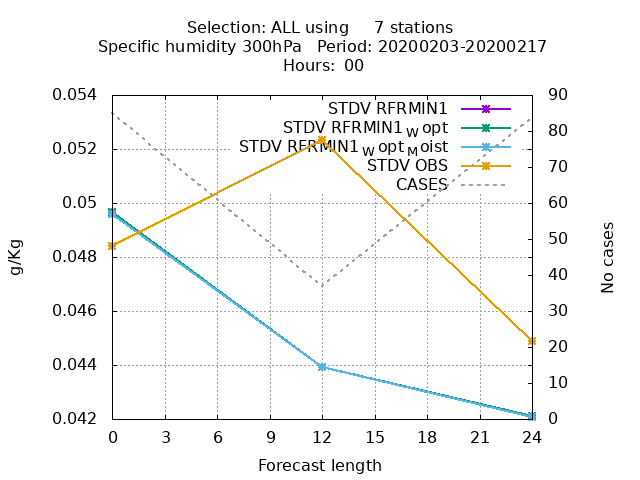 Selection: ALL using     7 stations
Specific humidity 300hPa   Period: 20200203-20200217
Hours: 00
0.054
0.052
0.05
0.048
0.046
0.044
0.042
g/Kg
90
80
70
60
50
40
30
20
10
0
No cases
STDV RFRMIN1
STDV RFRMIN1_W opt
STDV RFRMIN1_W opt_M oist
STDV OBS
CASES
0 3 6 9 12 15 18 21 24
Forecast length